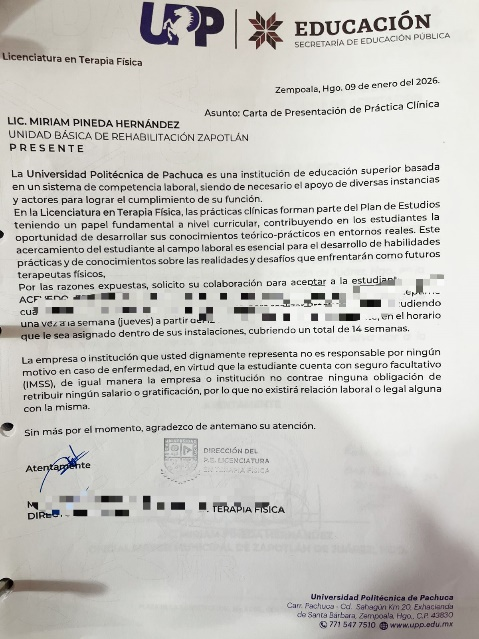 UPP
EDUCACIÓN
SECRETARÍA DE EDUCACIÓN PÚBLICA
Licenciatura en Terapia Física
Zempoala, Hgo. 09 de enero del 2026.
Asunto: Carta de Presentación de Práctica Clínica
LIC. MIRIAM PINEDA HERNÁNDEZ
UNIDAD BÁSICA DE REHABILITACIÓN ZAPOTLÁN
P R E S E N T E
La Universidad Politécnica de Pachuca es una institución de educación superior basada
en un sistema de competencia laboral, siendo de necesario el apoyo de diversas instancias
y actores para lograr el cumplimiento de su función.
En la Licenciatura en Terapia Física, las prácticas clínicas forman parte del Plan de Estudios
teniendo un papel fundamental a nivel curricular, contribuyendo en los estudiantes la
oportunidad de desarrollar sus conocimientos teórico-prácticos en entornos reales. Este
acercamiento del estudiante al campo laboral es esencial para el desarrollo de habilidades
prácticas y de conocimientos sobre las realidades y desafíos que enfrentarán como futuros
terapeutas físicos,
Por las razones expuestas, solicito su colaboración para aceptar a la
una vez a la semana (jueves) a partir en el horario
que le sea asignado dentro de sus instalaciones, cubriendo un total de 14 semanas.
La empresa o institución que usted dignamente representa no es responsable por ningún
motivo en caso de enfermedad, en virtud que la estudiante cuenta con seguro facultativo
(IMSS), de igual manera la empresa o institución no contrae ninguna obligación de
retribuir ningún salario o gratificación, por lo que no existirá relación laboral o legal alguna
con la misma.
Sin más por el momento, agradezco de antemano su atención.
Atentamente
DIRECCIÓN DEL
P.E. LICENCIATURA
EN TERAPIA FÍSICA
TERAPIA FÍSICA
Universidad Politécnica de Pachuca
Carr. Pachuca - Cd. Sahagún Km 20, Exhacienda
de Santa Bárbara, Zempoala, Hgo., C.P. 43830
771 547 7510 www.upp.edu.mx